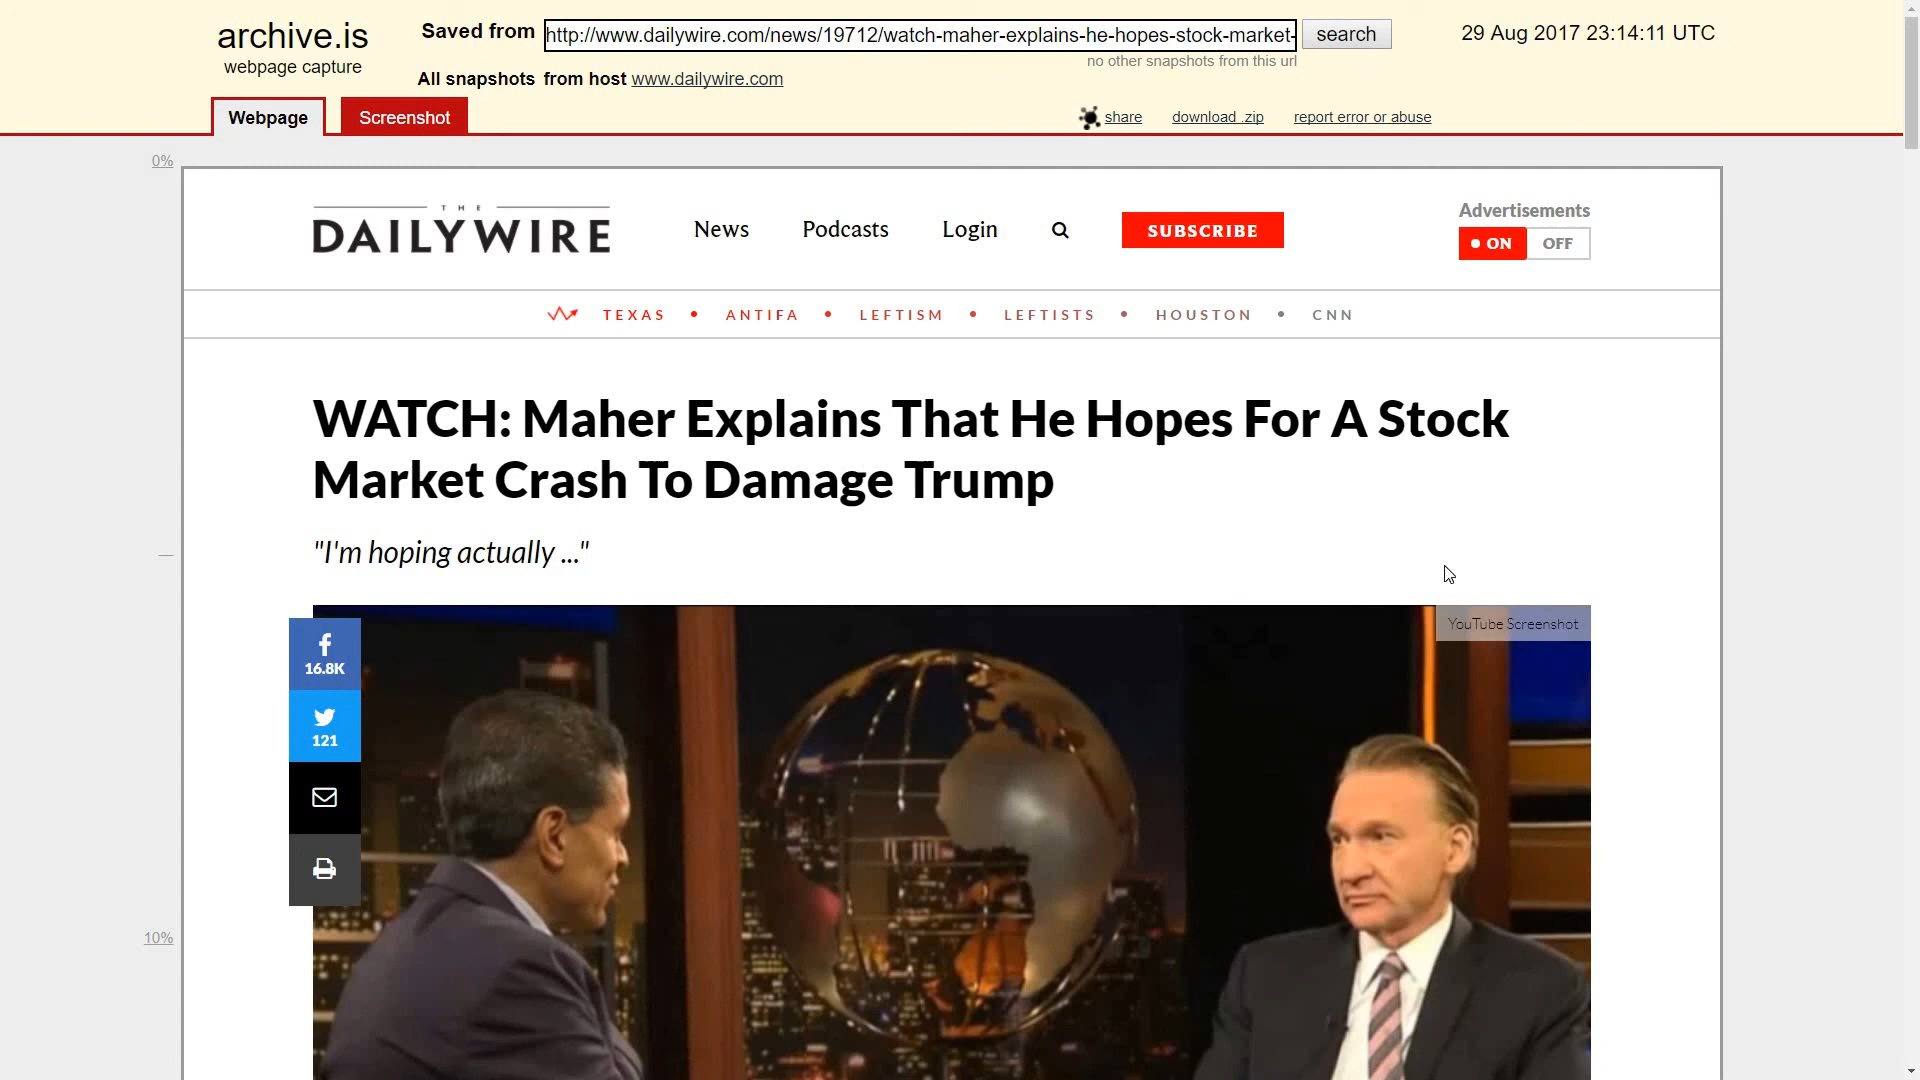 archive.is
webpage capture
Saved from
http://www.dailywire.com/news/19712/watch-maher-explains-he-hopes-stock-market-
search
29 Aug 2017 23:14:11 UTC
no other snapshots from this url
All snapshots from host www.dailywire.com
Webpage
Screenshot
share
download .zip
report error or abuse
0%
THE
DAILYWIRE
News
Podcasts
Login
SUBSCRIBE
Advertisements
ON
OFF
TEXAS • ANTIFA • LEFTISM • LEFTISTS • HOUSTON • CNN
WATCH: Maher Explains That He Hopes For A Stock
Market Crash To Damage Trump
"I'm hoping actually ..."
YouTube Screenshot
16.8K
121
10%